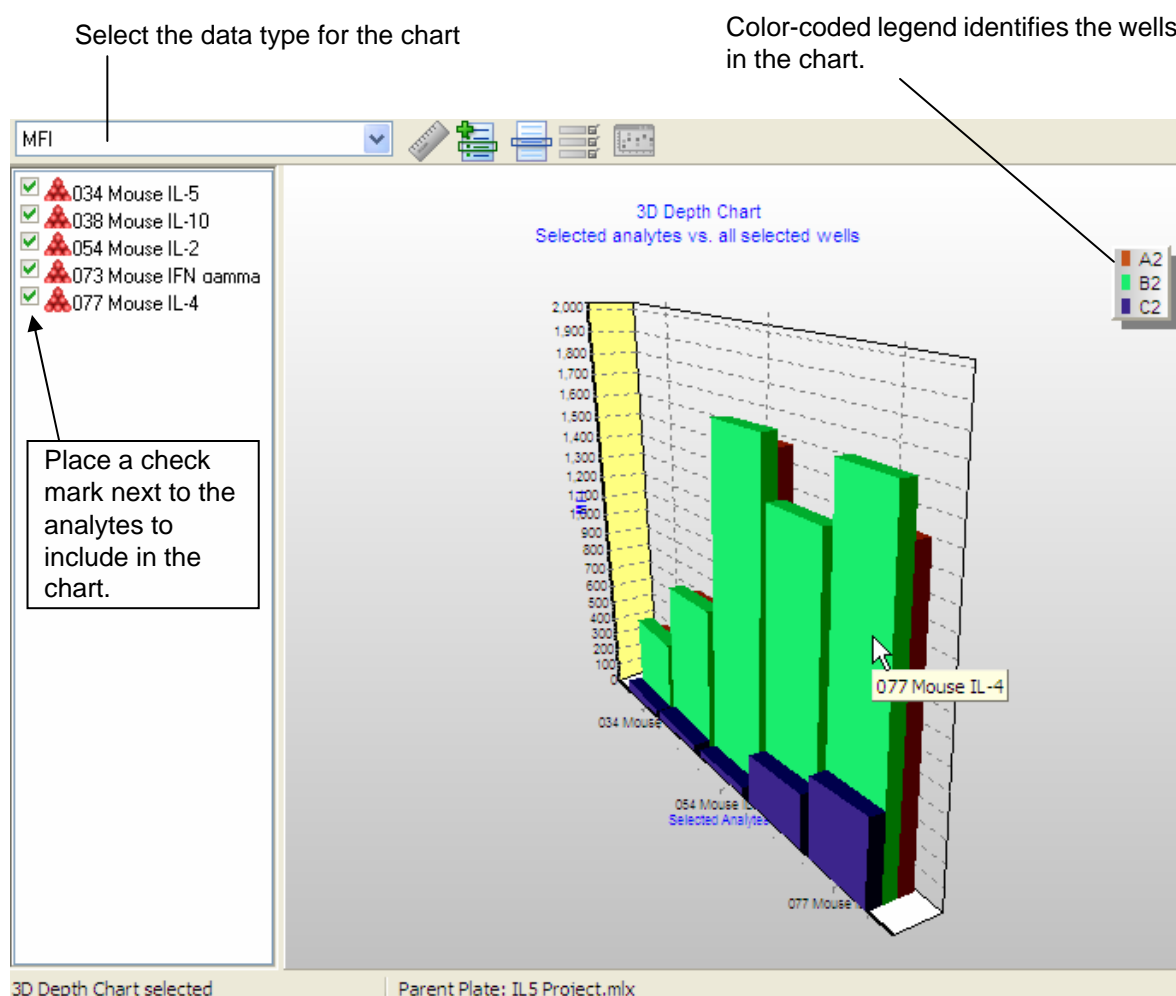 Select the data type for the chart
Color-coded legend identifies the wells
in the chart.
MFI
034 Mouse IL-5
038 Mouse IL-10
054 Mouse IL-2
073 Mouse IFN gamma
077 Mouse IL-4
Place a check
mark next to the
analytes to
include in the
chart.
3D Depth Chart
Selected analytes vs. all selected wells
A2
B2
C2
2,000
1,900
1,800
1,700
1,600
1,500
1,400
1,300
1,200
1,100
1,000
900
800
700
600
500
400
300
200
100
0
MFI
034 Mouse
054 Mouse
Selected Analytes
077 Mouse
077 Mouse IL-4
3D Depth Chart selected
Parent Plate: IL5 Project.mlx